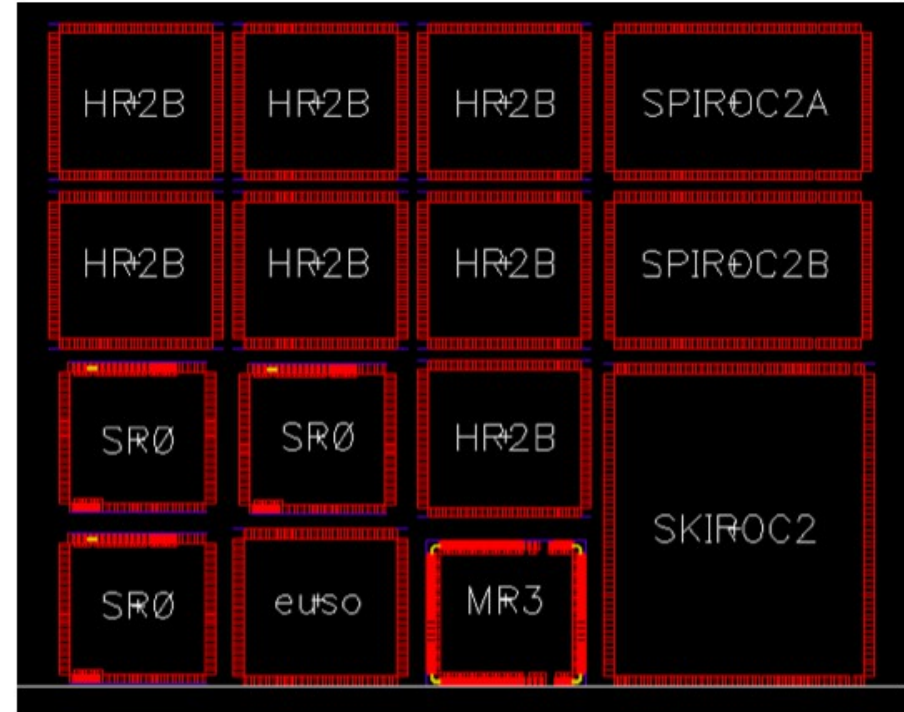 HR2B HR2B HR2B SPIROC2A
HR2B HR2B HR2B SPIROC2B
SR0 SR0 HR2B
SKIROC2
SR0 euso MR3